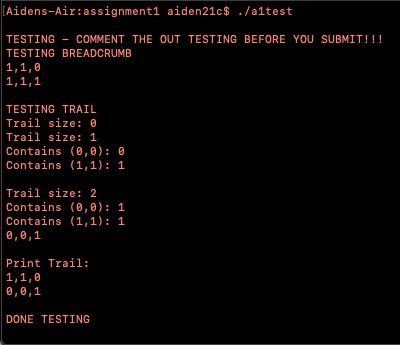 [Aidens-Air:assignment1 aiden21c$ ./a1test
TESTING – COMMENT THE OUT TESTING BEFORE YOU SUBMIT!!!
TESTING BREADCRUMB
1,1,0
1,1,1
TESTING TRAIL
Trail size: 0
Trail size: 1
Contains (0,0): 0
Contains (1,1): 1
Trail size: 2
Contains (0,0): 1
Contains (1,1): 1
0,0,1
Print Trail:
1,1,0
0,0,1
DONE TESTING